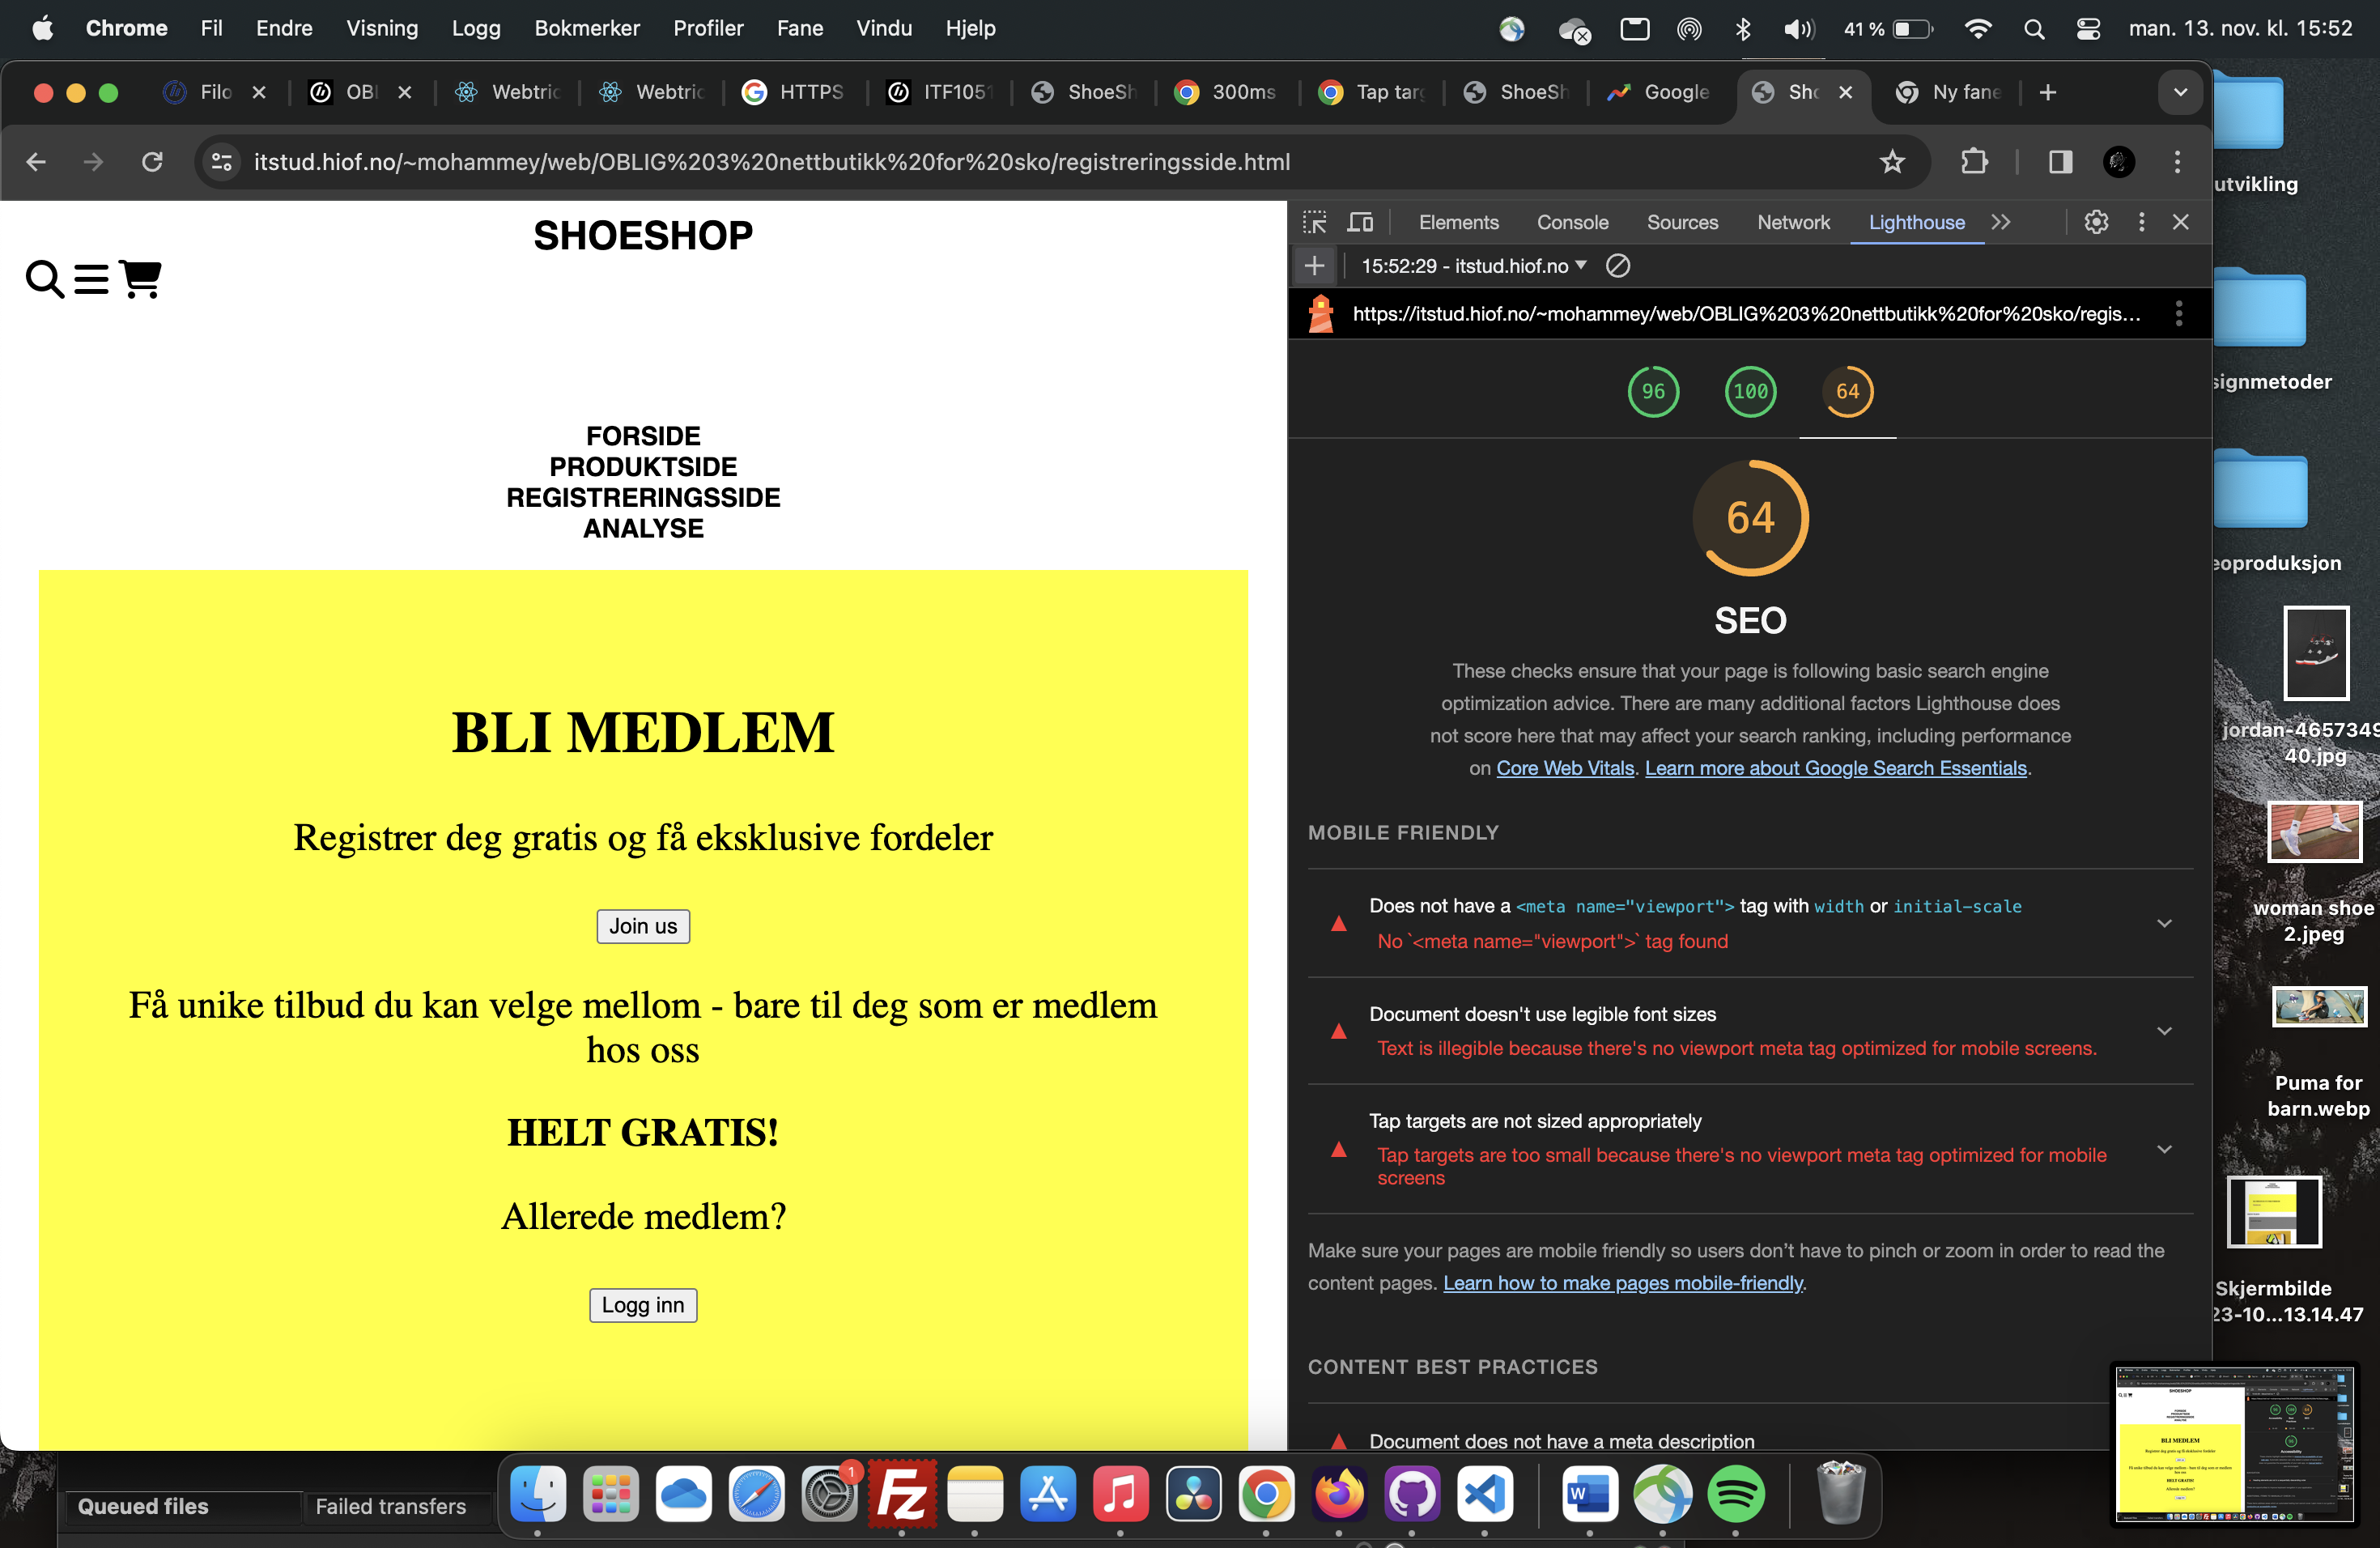 Chrome Fil Endre Visning Logg Bokmerker Profiler Fane Vindu Hjelp 41 % man. 13. nov. kl. 15:52
Filo OBL Webtric Webtric HTTPS ITF1051 ShoeSh 300ms Tap targ ShoeSh Google Sho Ny fane
itstud.hiof.no/~mohammey/web/OBLIG%203%20nettbutikk%20for%20sko/registreringsside.html
SHOESHOP
FORSIDE
PRODUKTSIDE
REGISTRERINGSSIDE
ANALYSE
BLI MEDLEM
Registrer deg gratis og få eksklusive fordeler
Join us
Få unike tilbud du kan velge mellom - bare til deg som er medlem
hos oss
HELT GRATIS!
Allerede medlem?
Logg inn
Elements Console Sources Network Lighthouse
15:52:29 - itstud.hiof.no
https://itstud.hiof.no/~mohammey/web/OBLIG%203%20nettbutikk%20for%20sko/regis...
96 100 64
64
SEO
These checks ensure that your page is following basic search engine
optimization advice. There are many additional factors Lighthouse does
not score here that may affect your search ranking, including performance
on Core Web Vitals. Learn more about Google Search Essentials.
MOBILE FRIENDLY
Does not have a <meta name="viewport"> tag with width or initial-scale
No `<meta name="viewport">` tag found
Document doesn't use legible font sizes
Text is illegible because there's no viewport meta tag optimized for mobile screens.
Tap targets are not sized appropriately
Tap targets are too small because there's no viewport meta tag optimized for mobile
screens
Make sure your pages are mobile friendly so users don't have to pinch or zoom in order to read the
content pages. Learn how to make pages mobile-friendly.
CONTENT BEST PRACTICES
Document does not have a meta description
utvikling
signmetoder
eoproduksjon
jordan-4657349
40.jpg
woman shoe
2.jpeg
Puma for
barn.webp
Skjermbilde
23-10...13.14.47
Queued files Failed transfers
1
Fz
W